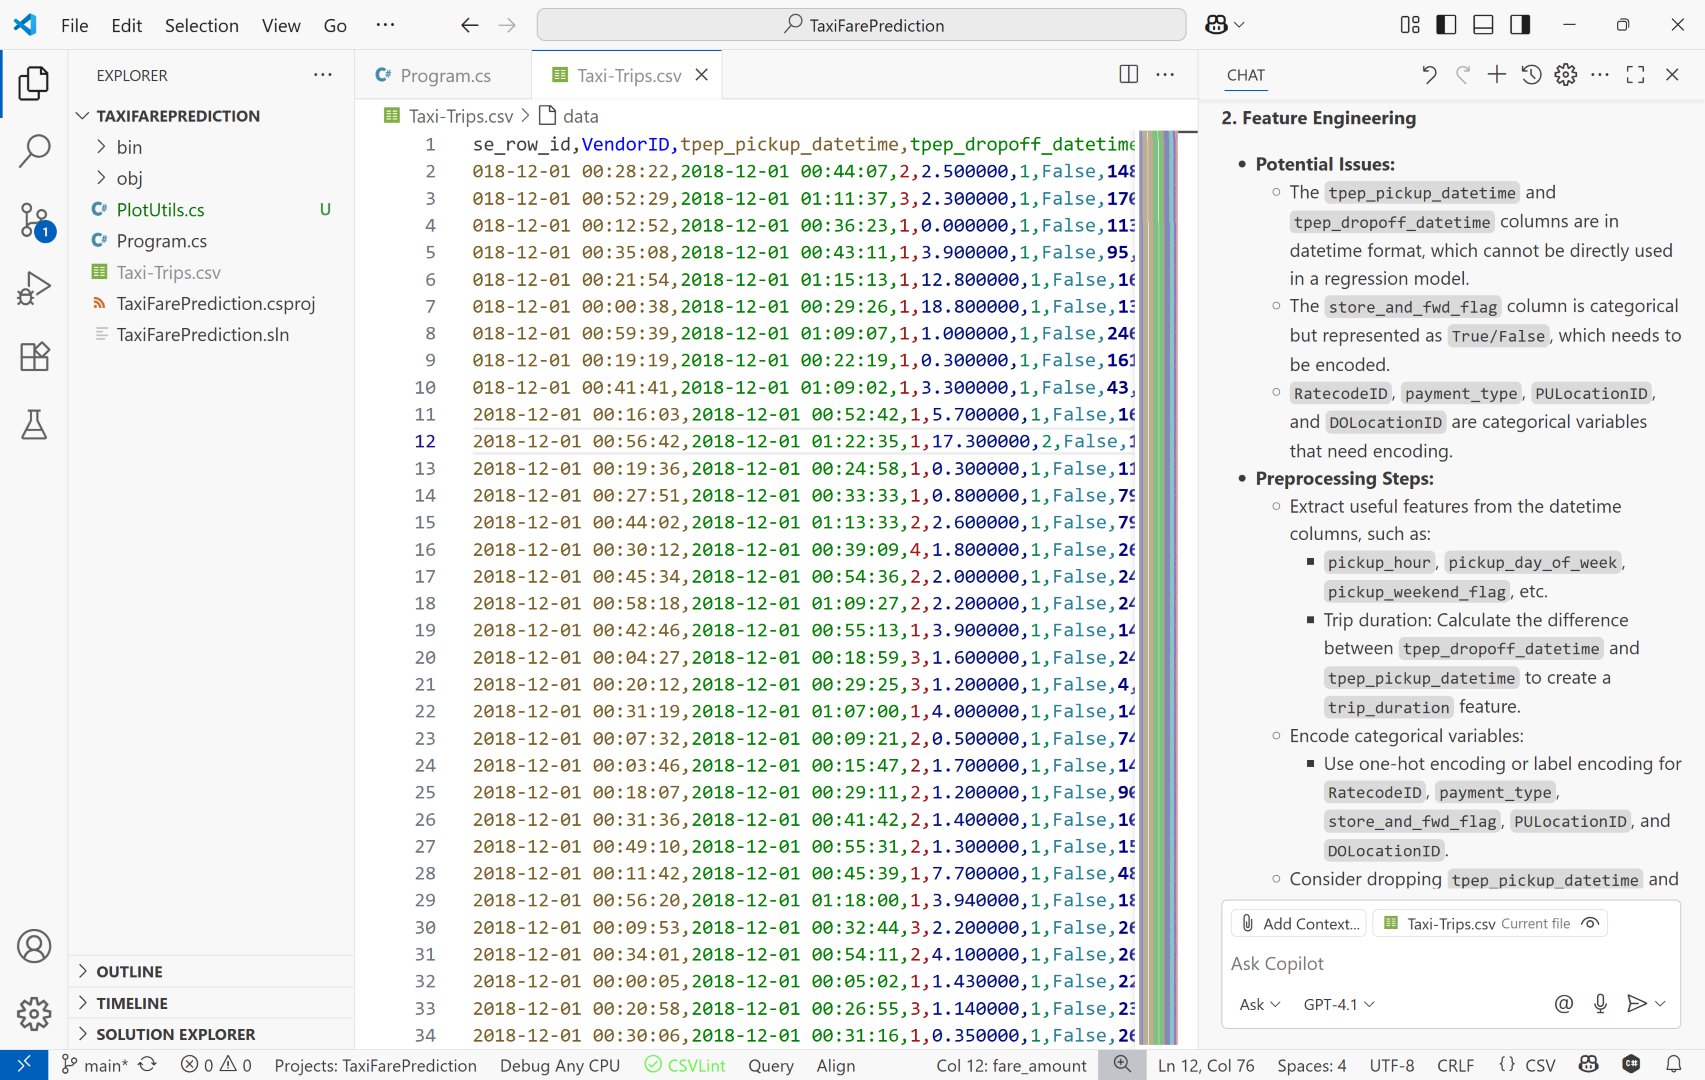 File Edit Selection View Go ···
TaxiFarePrediction
EXPLORER
TAXIFAREPREDICTION
bin
obj
PlotUtils.cs U
Program.cs
Taxi-Trips.csv
TaxiFarePrediction.csproj
TaxiFarePrediction.sln
OUTLINE
TIMELINE
SOLUTION EXPLORER
1
Program.cs
Taxi-Trips.csv
Taxi-Trips.csv > data
1 se_row_id,VendorID,tpep_pickup_datetime,tpep_dropoff_datetime
2 018-12-01 00:28:22,2018-12-01 00:44:07,2,2.500000,1,False,148
3 018-12-01 00:52:29,2018-12-01 01:11:37,3,2.300000,1,False,170
4 018-12-01 00:12:52,2018-12-01 00:36:23,1,0.000000,1,False,113
5 018-12-01 00:35:08,2018-12-01 00:43:11,1,3.900000,1,False,95,
6 018-12-01 00:21:54,2018-12-01 01:15:13,1,12.800000,1,False,16
7 018-12-01 00:00:38,2018-12-01 00:29:26,1,18.800000,1,False,13
8 018-12-01 00:59:39,2018-12-01 01:09:07,1,1.000000,1,False,246
9 018-12-01 00:19:19,2018-12-01 00:22:19,1,0.300000,1,False,161
10 018-12-01 00:41:41,2018-12-01 01:09:02,1,3.300000,1,False,43,
11 2018-12-01 00:16:03,2018-12-01 00:52:42,1,5.700000,1,False,16
12 2018-12-01 00:56:42,2018-12-01 01:22:35,1,17.300000,2,False,1
13 2018-12-01 00:19:36,2018-12-01 00:24:58,1,0.300000,1,False,11
14 2018-12-01 00:27:51,2018-12-01 00:33:33,1,0.800000,1,False,79
15 2018-12-01 00:44:02,2018-12-01 01:13:33,2,2.600000,1,False,79
16 2018-12-01 00:30:12,2018-12-01 00:39:09,4,1.800000,1,False,26
17 2018-12-01 00:45:34,2018-12-01 00:54:36,2,2.000000,1,False,24
18 2018-12-01 00:58:18,2018-12-01 01:09:27,2,2.200000,1,False,24
19 2018-12-01 00:42:46,2018-12-01 00:55:13,1,3.900000,1,False,14
20 2018-12-01 00:04:27,2018-12-01 00:18:59,3,1.600000,1,False,24
21 2018-12-01 00:20:12,2018-12-01 00:29:25,3,1.200000,1,False,4,
22 2018-12-01 00:31:19,2018-12-01 01:07:00,1,4.000000,1,False,14
23 2018-12-01 00:07:32,2018-12-01 00:09:21,2,0.500000,1,False,74
24 2018-12-01 00:03:46,2018-12-01 00:15:47,2,1.700000,1,False,14
25 2018-12-01 00:18:07,2018-12-01 00:29:11,2,1.200000,1,False,90
26 2018-12-01 00:31:36,2018-12-01 00:41:42,2,1.400000,1,False,10
27 2018-12-01 00:49:10,2018-12-01 00:55:31,2,1.300000,1,False,15
28 2018-12-01 00:11:42,2018-12-01 00:45:39,1,7.700000,1,False,48
29 2018-12-01 00:56:20,2018-12-01 01:18:00,1,3.940000,1,False,18
30 2018-12-01 00:09:53,2018-12-01 00:32:44,3,2.200000,1,False,26
31 2018-12-01 00:34:01,2018-12-01 00:54:11,2,4.100000,1,False,26
32 2018-12-01 00:00:05,2018-12-01 00:05:02,1,1.430000,1,False,22
33 2018-12-01 00:20:58,2018-12-01 00:26:55,3,1.140000,1,False,23
34 2018-12-01 00:30:06,2018-12-01 00:31:16,1,0.350000,1,False,26
CHAT
2. Feature Engineering
Potential Issues:
The tpep_pickup_datetime and
tpep_dropoff_datetime columns are in
datetime format, which cannot be directly used
in a regression model.
The store_and_fwd_flag column is categorical
but represented as True/False, which needs to
be encoded.
RatecodeID, payment_type, PULocationID,
and DOLocationID are categorical variables
that need encoding.
Preprocessing Steps:
Extract useful features from the datetime
columns, such as:
pickup_hour, pickup_day_of_week,
pickup_weekend_flag, etc.
Trip duration: Calculate the difference
between tpep_dropoff_datetime and
tpep_pickup_datetime to create a
trip_duration feature.
Encode categorical variables:
Use one-hot encoding or label encoding for
RatecodeID, payment_type,
store_and_fwd_flag, PULocationID, and
DOLocationID.
Consider dropping tpep_pickup_datetime and
Add Context... Taxi-Trips.csv Current file
Ask Copilot
Ask GPT-4.1
main* 0 0 Projects: TaxiFarePrediction Debug Any CPU CSVLint Query Align Col 12: fare_amount Ln 12, Col 76 Spaces: 4 UTF-8 CRLF {} CSV